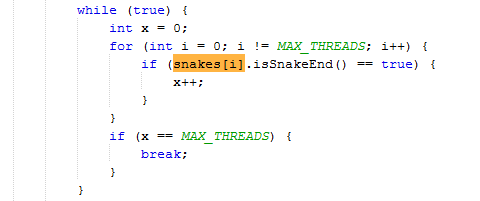 while (true) {
int x = 0;
for (int i = 0; i != MAX_THREADS; i++) {
if (snakes[i].isSnakeEnd() == true) {
x++;
}
}
if (x == MAX_THREADS) {
break;
}
}